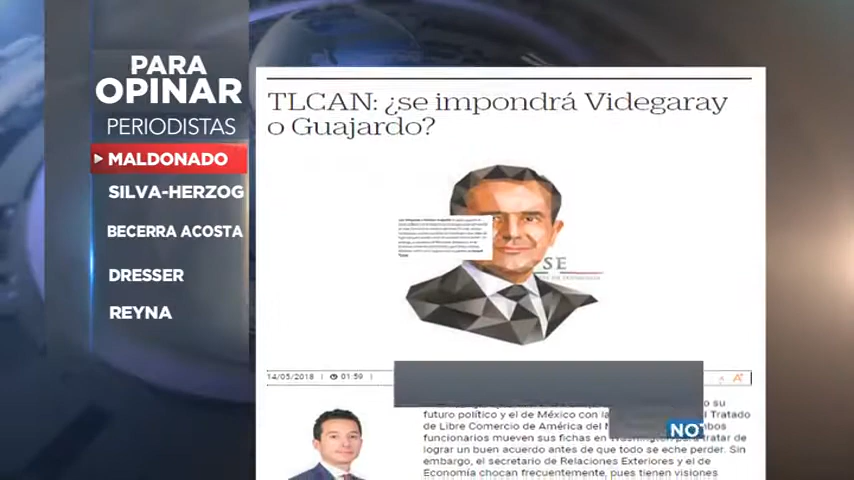 PARA
OPINAR
PERIODISTAS
MALDONADO
SILVA-HERZOG
BECERRA ACOSTA
DRESSER
REYNA
TLCAN: ¿se impondrá Videgaray
o Guajardo?
SE
14/05/2018 | 01:59 |
su
futuro político y el de México con la l Tratado
de Libre Comercio de América del
funcionarios mueven sus fichas en Washington para tratar de
lograr un buen acuerdo antes de que todo se eche perder. Sin
embargo, el secretario de Relaciones Exteriores y el de
Economía chocan frecuentemente, pues tienen visiones
NOT